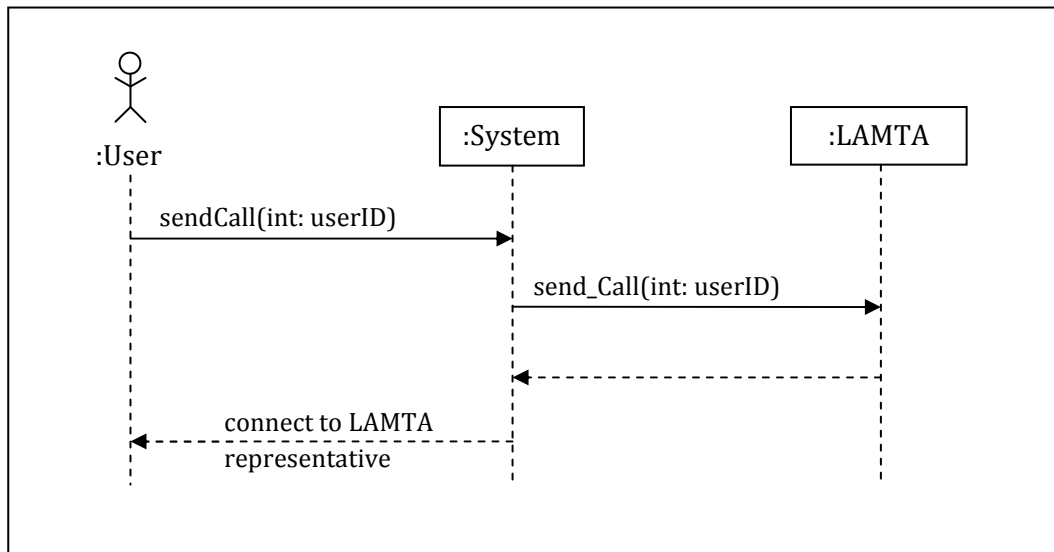 :User
:System
:LAMTA
sendCall(int: userID)
send_Call(int: userID)
connect to LAMTA
representative